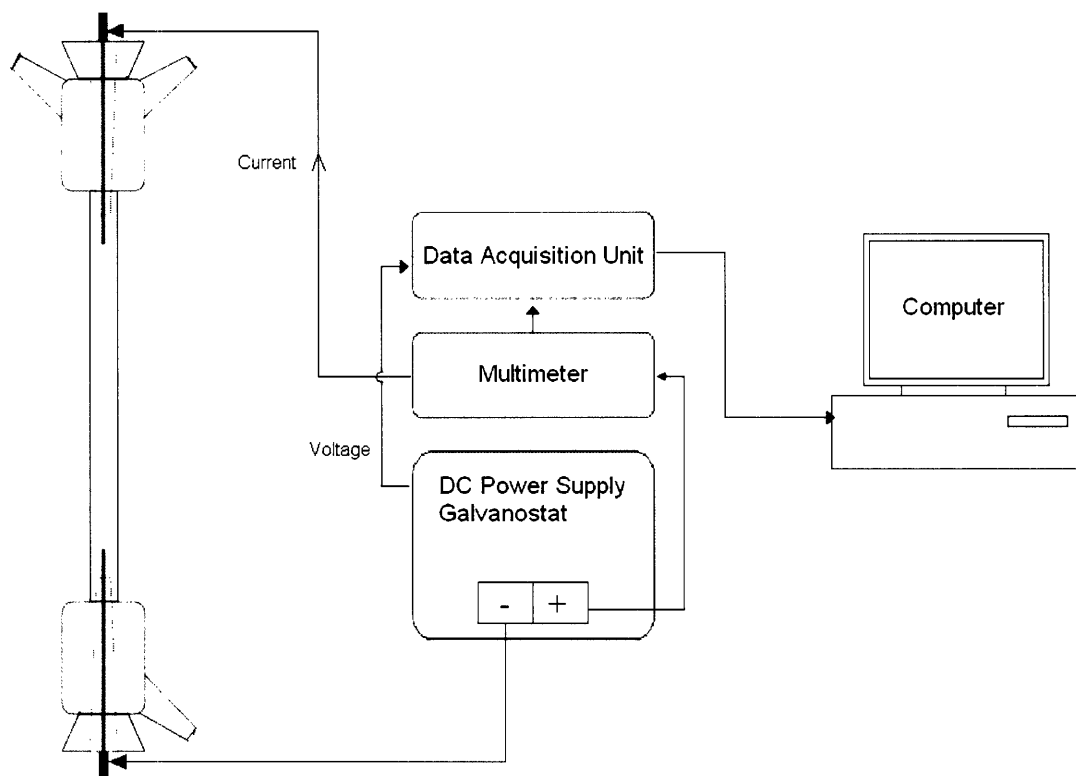 Current
Data Acquisition Unit
Computer
Multimeter
Voltage
DC Power Supply
Galvanostat
- +